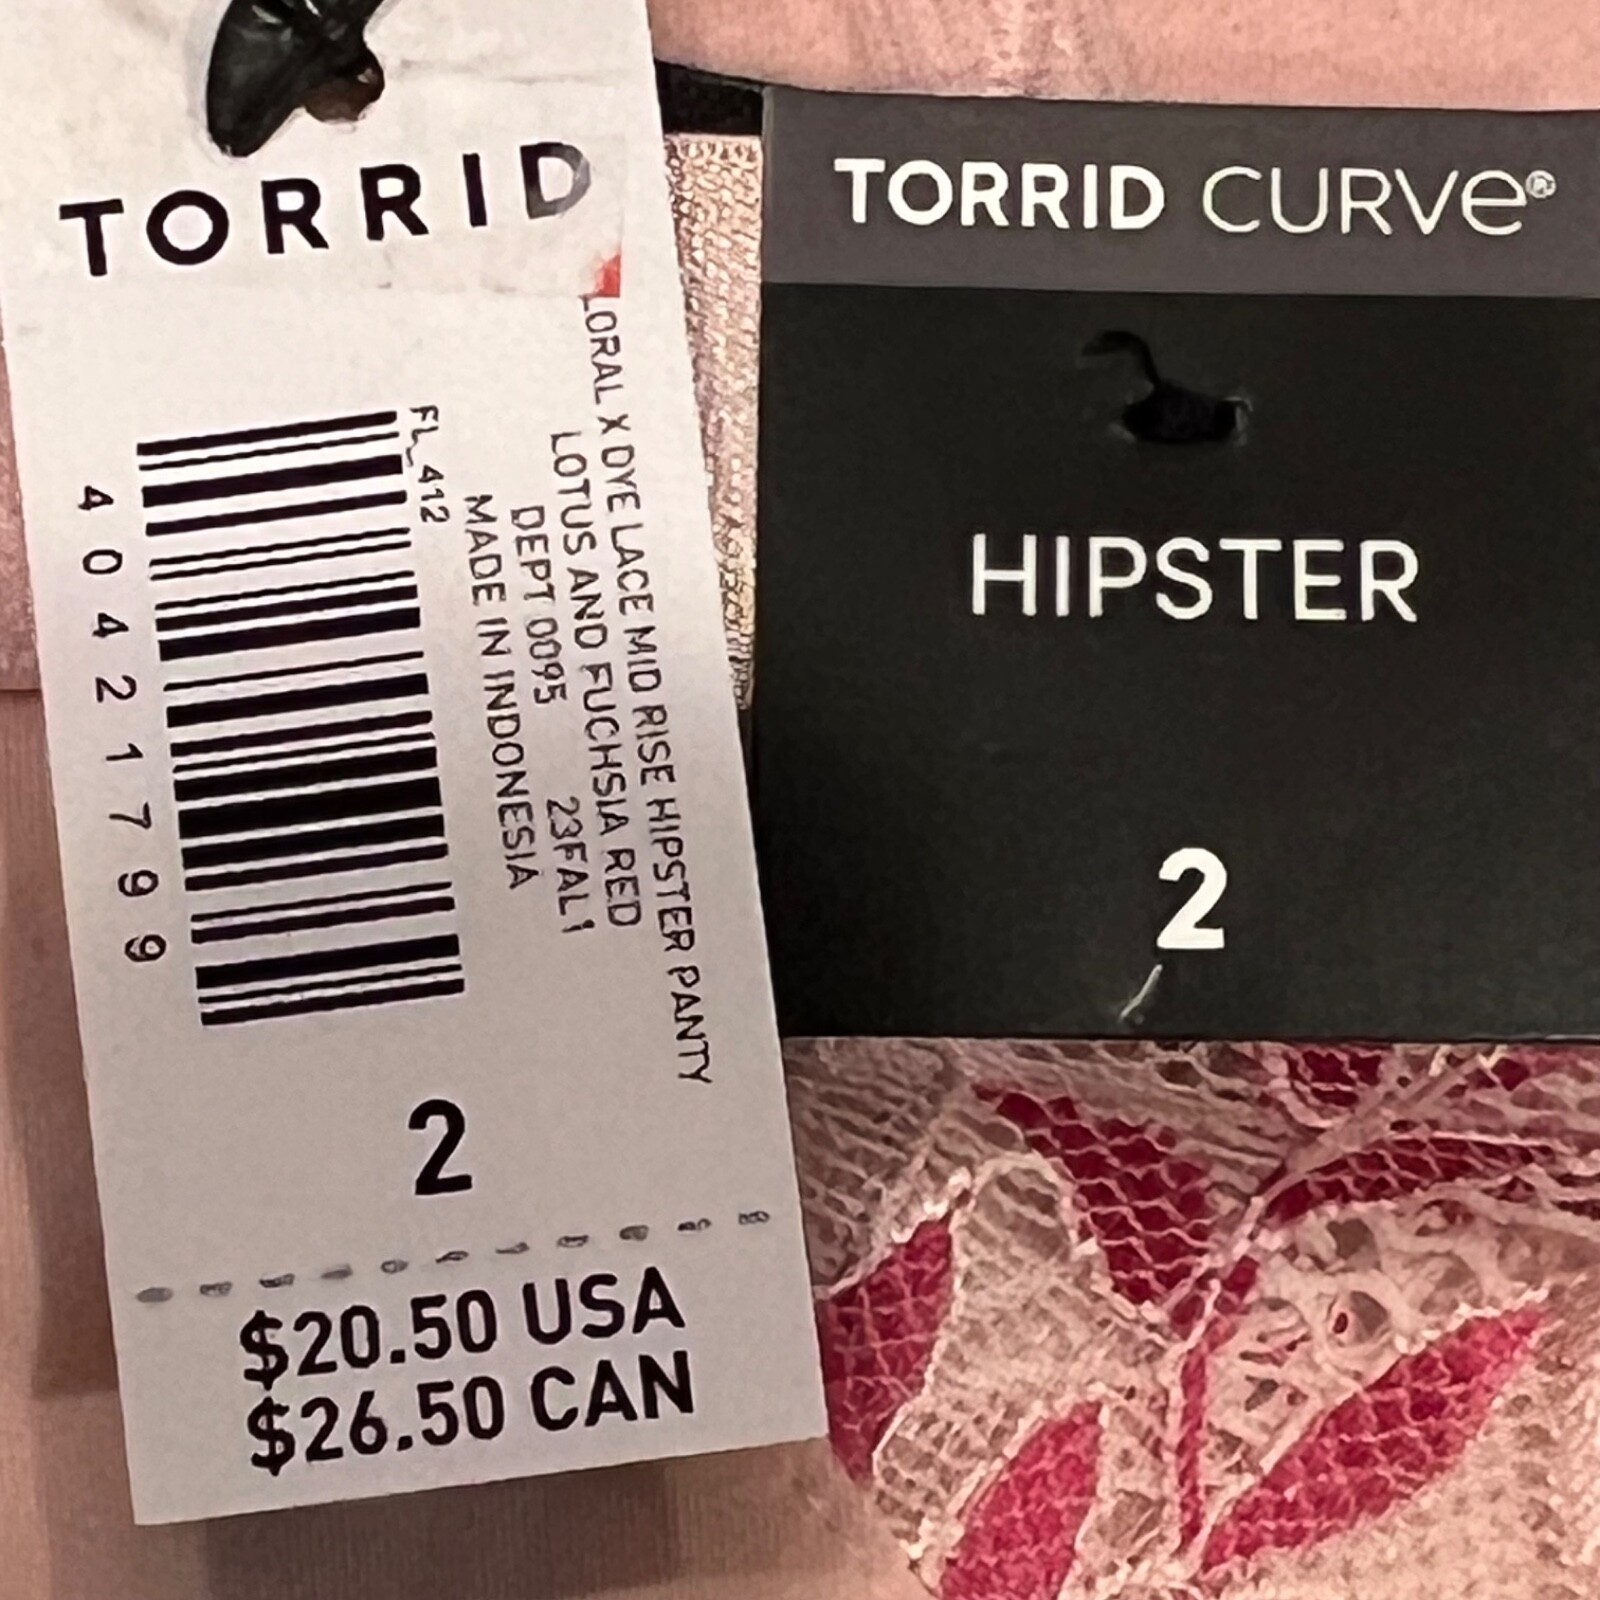 TORRID
LORAL X DYE LACE MID RISE HIPSTER PANTY
LOTUS AND FUCHSIA RED
DEPT 0095 23FAL1
MADE IN INDONESIA
FL_412
40421799
2
$20.50 USA
$26.50 CAN
TORRID CURVe®
HIPSTER
2